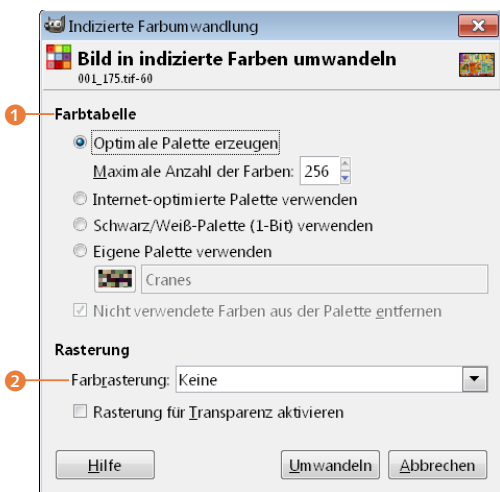 Indizierte Farbumwandlung
Bild in indizierte Farben umwandeln
001_175.tif-60
1
Farbtabelle
Optimale Palette erzeugen
Maximale Anzahl der Farben: 256
Internet-optimierte Palette verwenden
Schwarz/Weiß-Palette (1-Bit) verwenden
Eigene Palette verwenden
Cranes
Nicht verwendete Farben aus der Palette entfernen
Rasterung
2
Farbrasterung: Keine
Rasterung für Transparenz aktivieren
Hilfe Umwandeln Abbrechen